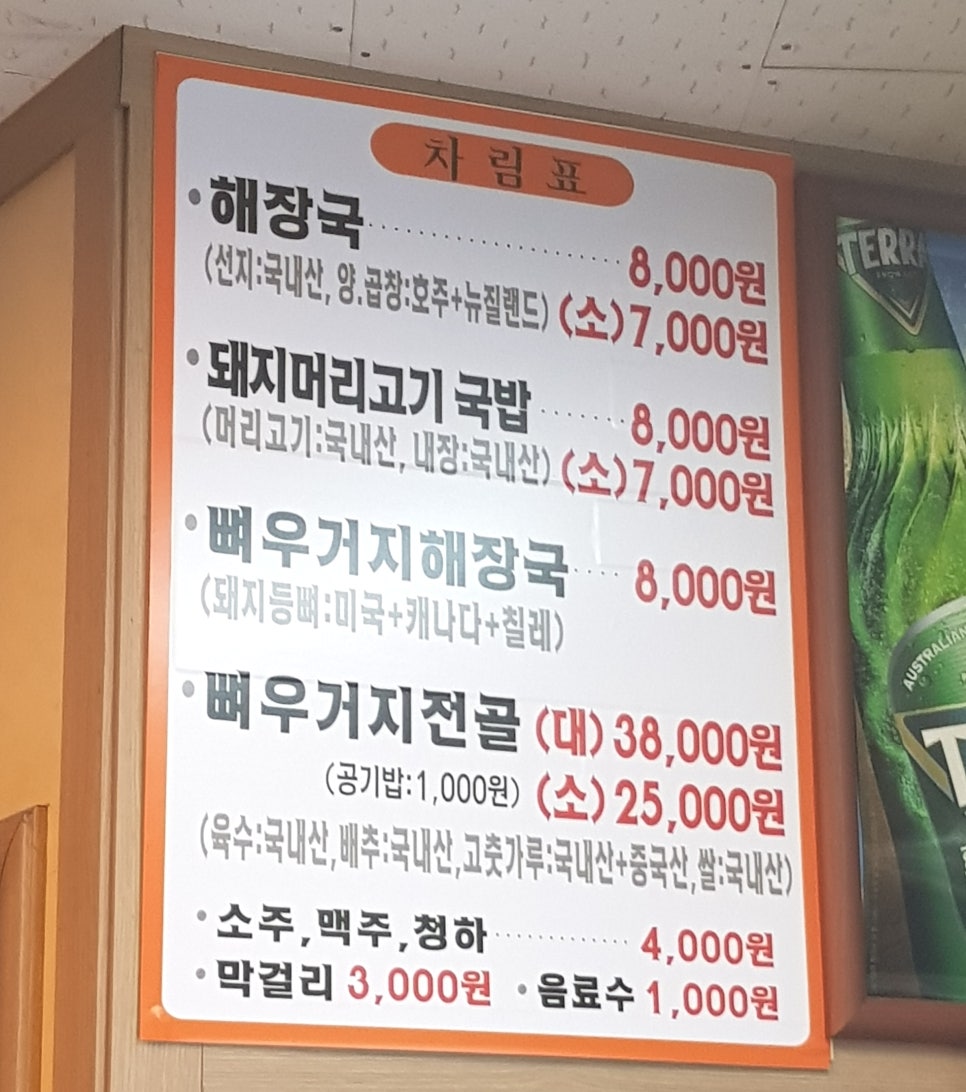 차림표
·해장국 8,000원
(선지:국내산, 양.곱창:호주+뉴질랜드) (소)7,000원
·돼지머리고기 국밥 8,000원
(머리고기:국내산, 내장:국내산) (소)7,000원
·뼈우거지해장국 8,000원
(돼지등뼈:미국+캐나다+칠레)
·뼈우거지전골 (대) 38,000원
(공기밥:1,000원) (소) 25,000원
(육수:국내산,배추:국내산,고춧가루:국내산+중국산,쌀:국내산)
·소주,맥주,청하 4,000원
·막걸리 3,000원 ·음료수 1,000원
TERRA
AUSTRALIAN